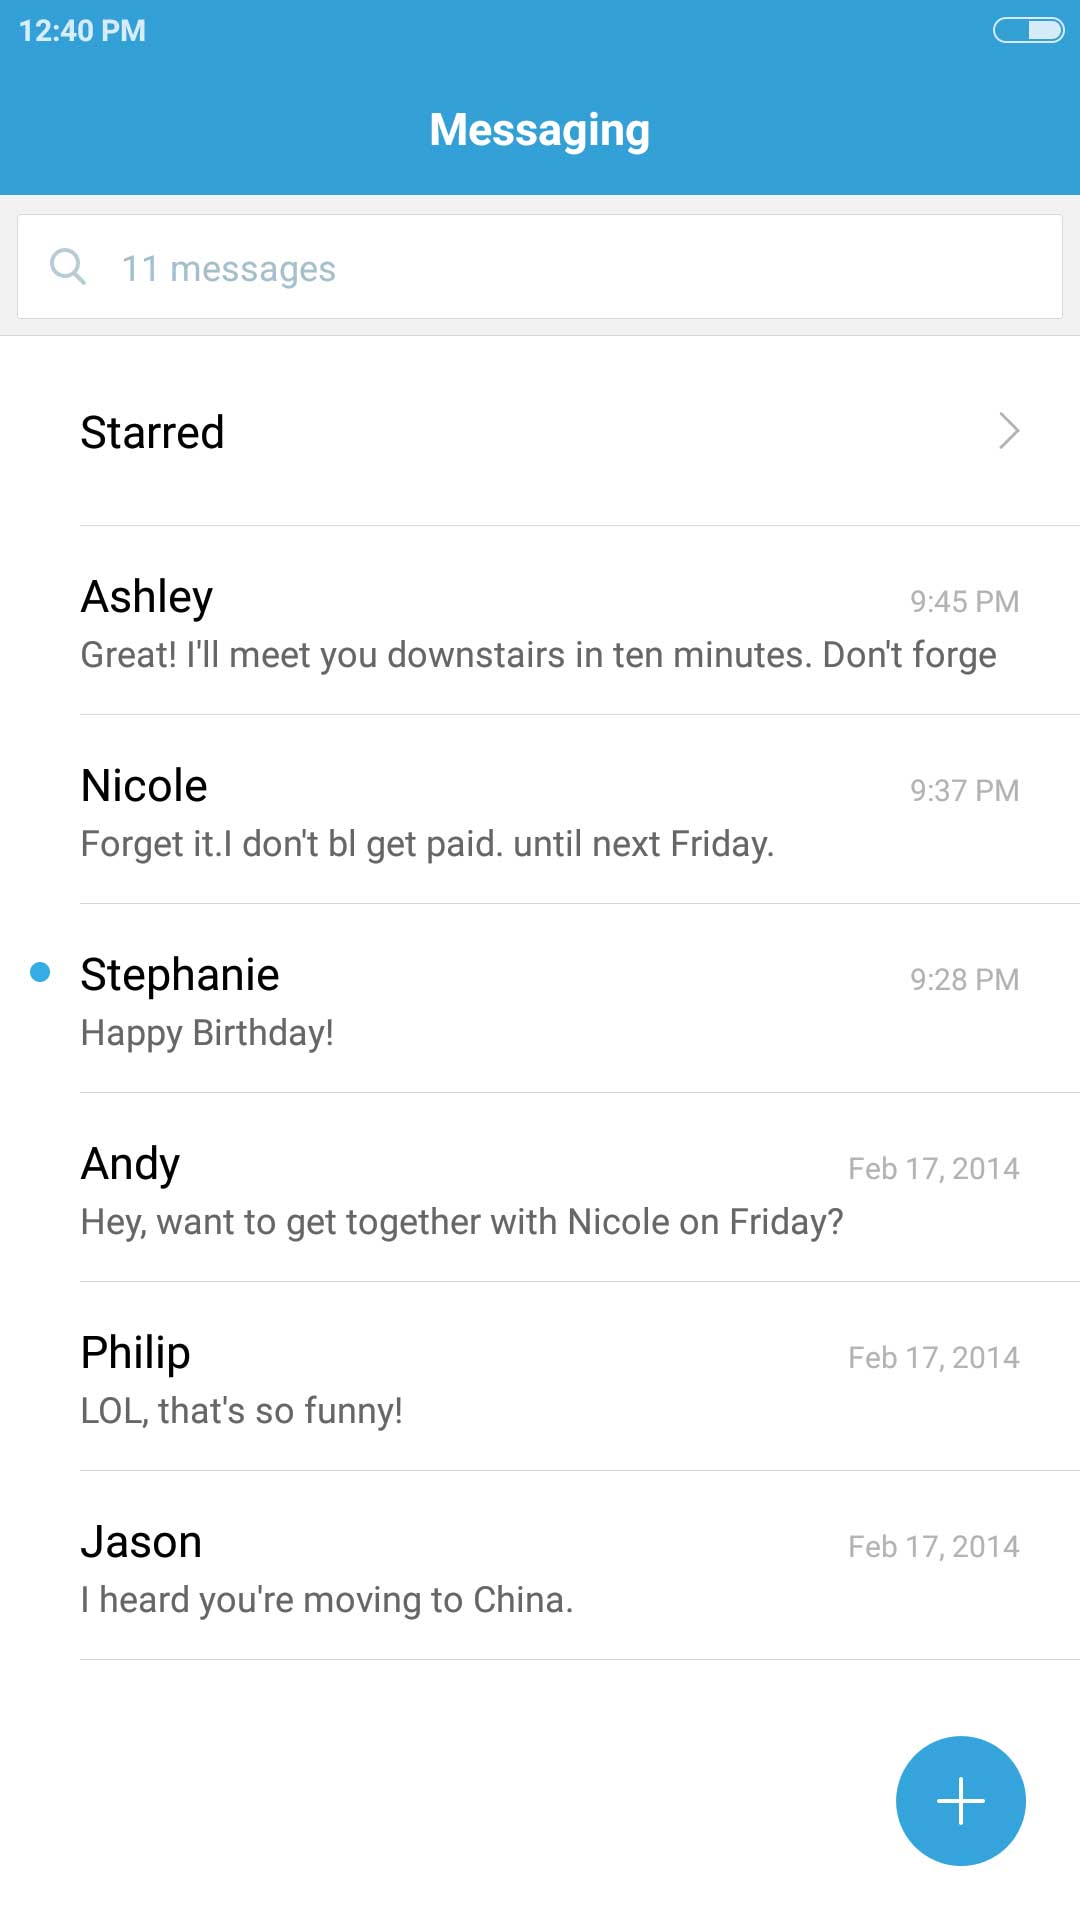 12:40 PM
Messaging
11 messages
Starred
Ashley
9:45 PM
Great! I'll meet you downstairs in ten minutes. Don't forge
Nicole
9:37 PM
Forget it.I don't bl get paid. until next Friday.
Stephanie
9:28 PM
Happy Birthday!
Andy
Feb 17, 2014
Hey, want to get together with Nicole on Friday?
Philip
Feb 17, 2014
LOL, that's so funny!
Jason
Feb 17, 2014
I heard you're moving to China.